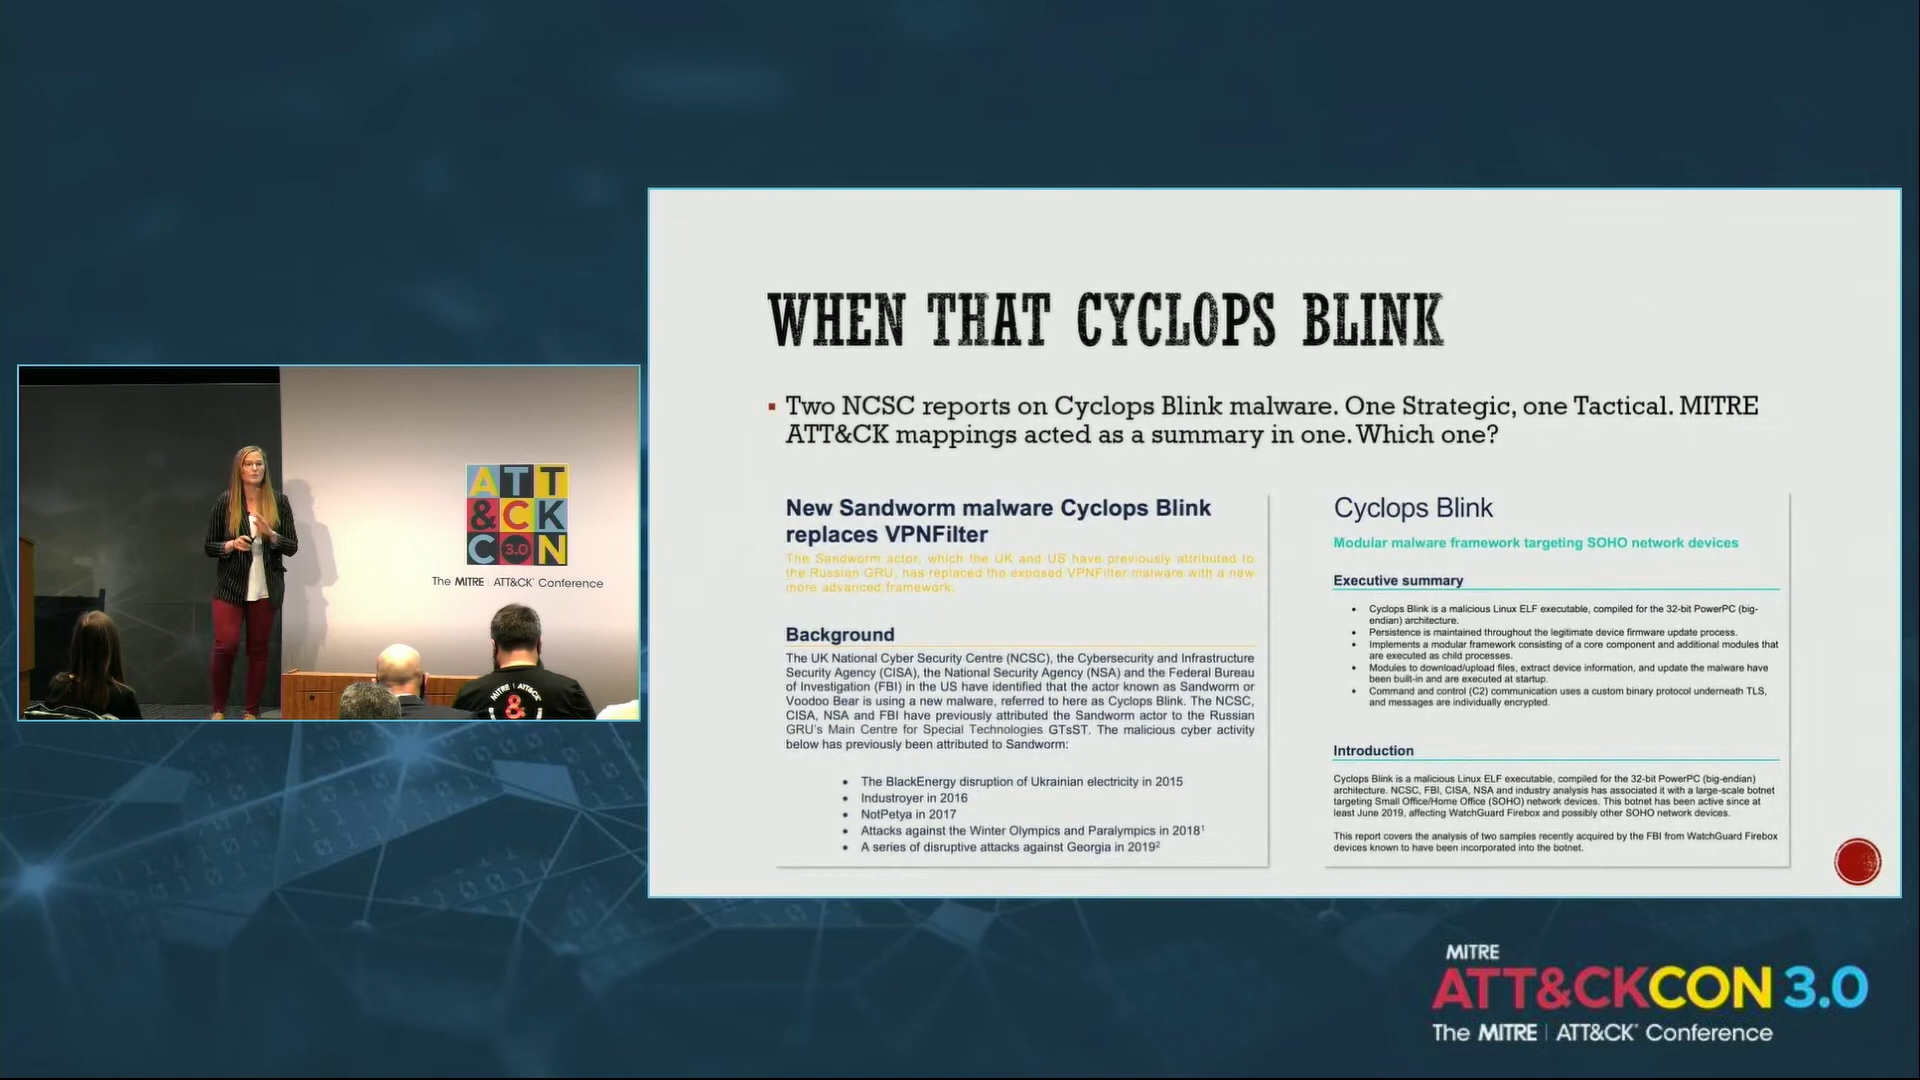 WHEN THAT CYCLOPS BLINK
Two NCSC reports on Cyclops Blink malware. One Strategic, one Tactical. MITRE
ATT&CK mappings acted as a summary in one. Which one?
New Sandworm malware Cyclops Blink
replaces VPNFilter
The Sandworm actor, which the UK and US have previously attributed to
the Russian GRU, has replaced the exposed VPNFilter malware with a new
more advanced framework.
Background
The UK National Cyber Security Centre (NCSC), the Cybersecurity and Infrastructure
Security Agency (CISA), the National Security Agency (NSA) and the Federal Bureau
of Investigation (FBI) in the US have identified that the actor known as Sandworm or
Voodoo Bear is using a new malware, referred to here as Cyclops Blink. The NCSC,
CISA, NSA and FBI have previously attributed the Sandworm actor to the Russian
GRU's Main Centre for Special Technologies GTsST. The malicious cyber activity
below has previously been attributed to Sandworm:
• The BlackEnergy disruption of Ukrainian electricity in 2015
• Industroyer in 2016
• NotPetya in 2017
• Attacks against the Winter Olympics and Paralympics in 2018¹
• A series of disruptive attacks against Georgia in 2019²
Cyclops Blink
Modular malware framework targeting SOHO network devices
Executive summary
• Cyclops Blink is a malicious Linux ELF executable, compiled for the 32-bit PowerPC (big-
endian) architecture.
• Persistence is maintained throughout the legitimate device firmware update process.
• Implements a modular framework consisting of a core component and additional modules that
are executed as child processes.
• Modules to download/upload files, extract device information, and update the malware have
been built-in and are executed at startup.
• Command and control (C2) communication uses a custom binary protocol underneath TLS,
and messages are individually encrypted.
Introduction
Cyclops Blink is a malicious Linux ELF executable, compiled for the 32-bit PowerPC (big-endian)
architecture. NCSC, FBI, CISA, NSA and industry analysis has associated it with a large-scale botnet
targeting Small Office/Home Office (SOHO) network devices. This botnet has been active since at
least June 2019, affecting WatchGuard Firebox and possibly other SOHO network devices.
This report covers the analysis of two samples recently acquired by the FBI from WatchGuard Firebox
devices known to have been incorporated into the botnet.
ATT
&CK
C3.0N
The MITRE | ATT&CK® Conference
MITRE | ATT&CK
&
MITRE
ATT&CKCON 3.0
The MITRE | ATT&CK® Conference